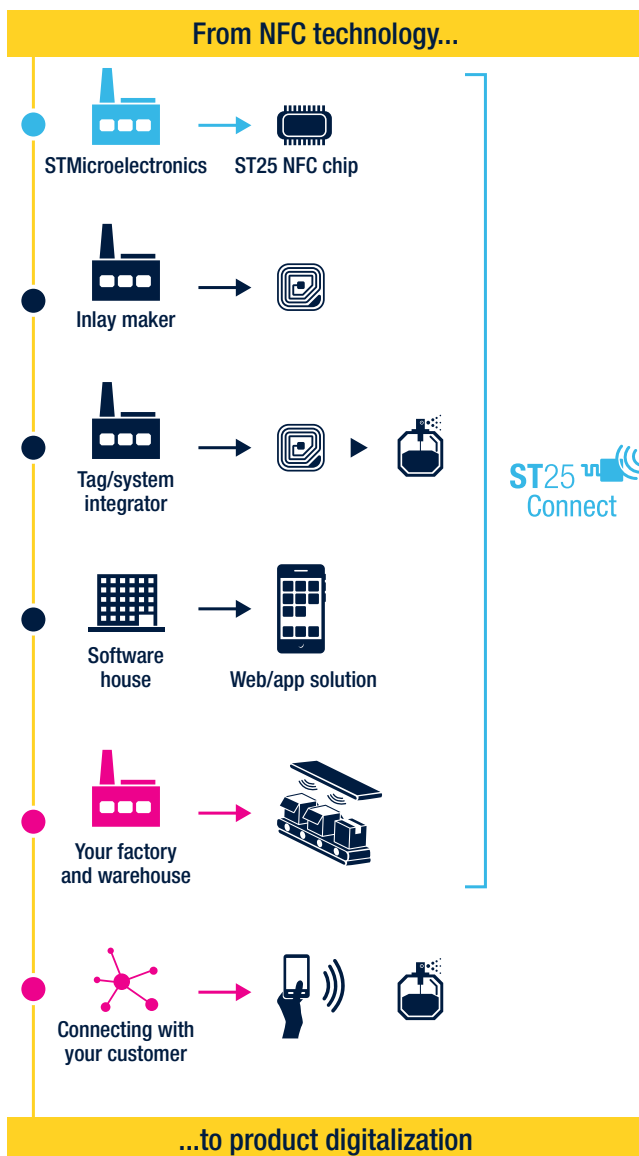 From NFC technology...
STMicroelectronics
ST25 NFC chip
Inlay maker
Tag/system
integrator
ST25
Connect
Software
house
Web/app solution
Your factory
and warehouse
Connecting with
your customer
...to product digitalization